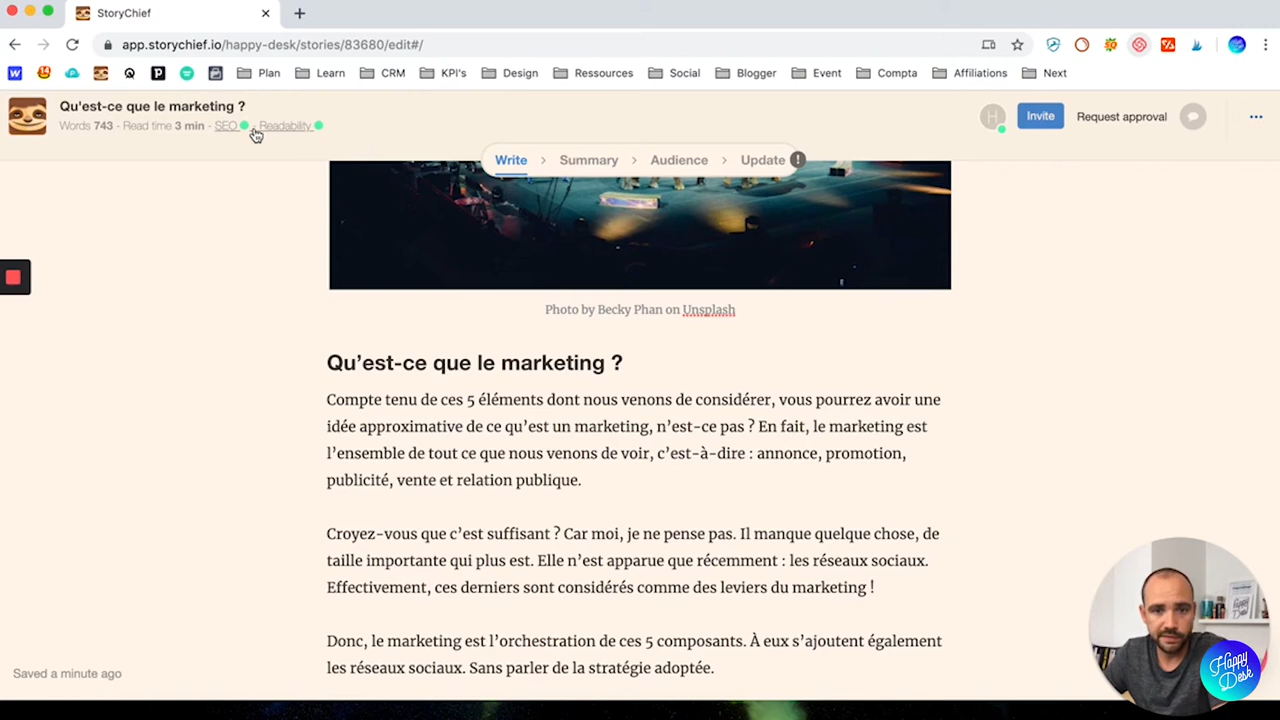 StoryChief
app.storychief.io/happy-desk/stories/83680/edit#/
W 14 Plan Learn CRM KPI's Design Ressources Social Blogger Event Compta Affiliations Next
Qu'est-ce que le marketing ?
Words 743 - Read time 3 min - SEO - Readability
H Invite Request approval
Write Summary Audience Update !
Photo by Becky Phan on Unsplash
Qu’est-ce que le marketing ?
Compte tenu de ces 5 éléments dont nous venons de considérer, vous pourrez avoir une
idée approximative de ce qu’est un marketing, n’est-ce pas ? En fait, le marketing est
l’ensemble de tout ce que nous venons de voir, c’est-à-dire : annonce, promotion,
publicité, vente et relation publique.
Croyez-vous que c’est suffisant ? Car moi, je ne pense pas. Il manque quelque chose, de
taille importante qui plus est. Elle n’est apparue que récemment : les réseaux sociaux.
Effectivement, ces derniers sont considérés comme des leviers du marketing !
Donc, le marketing est l’orchestration de ces 5 composants. À eux s’ajoutent également
les réseaux sociaux. Sans parler de la stratégie adoptée.
Saved a minute ago
Happy
Desk